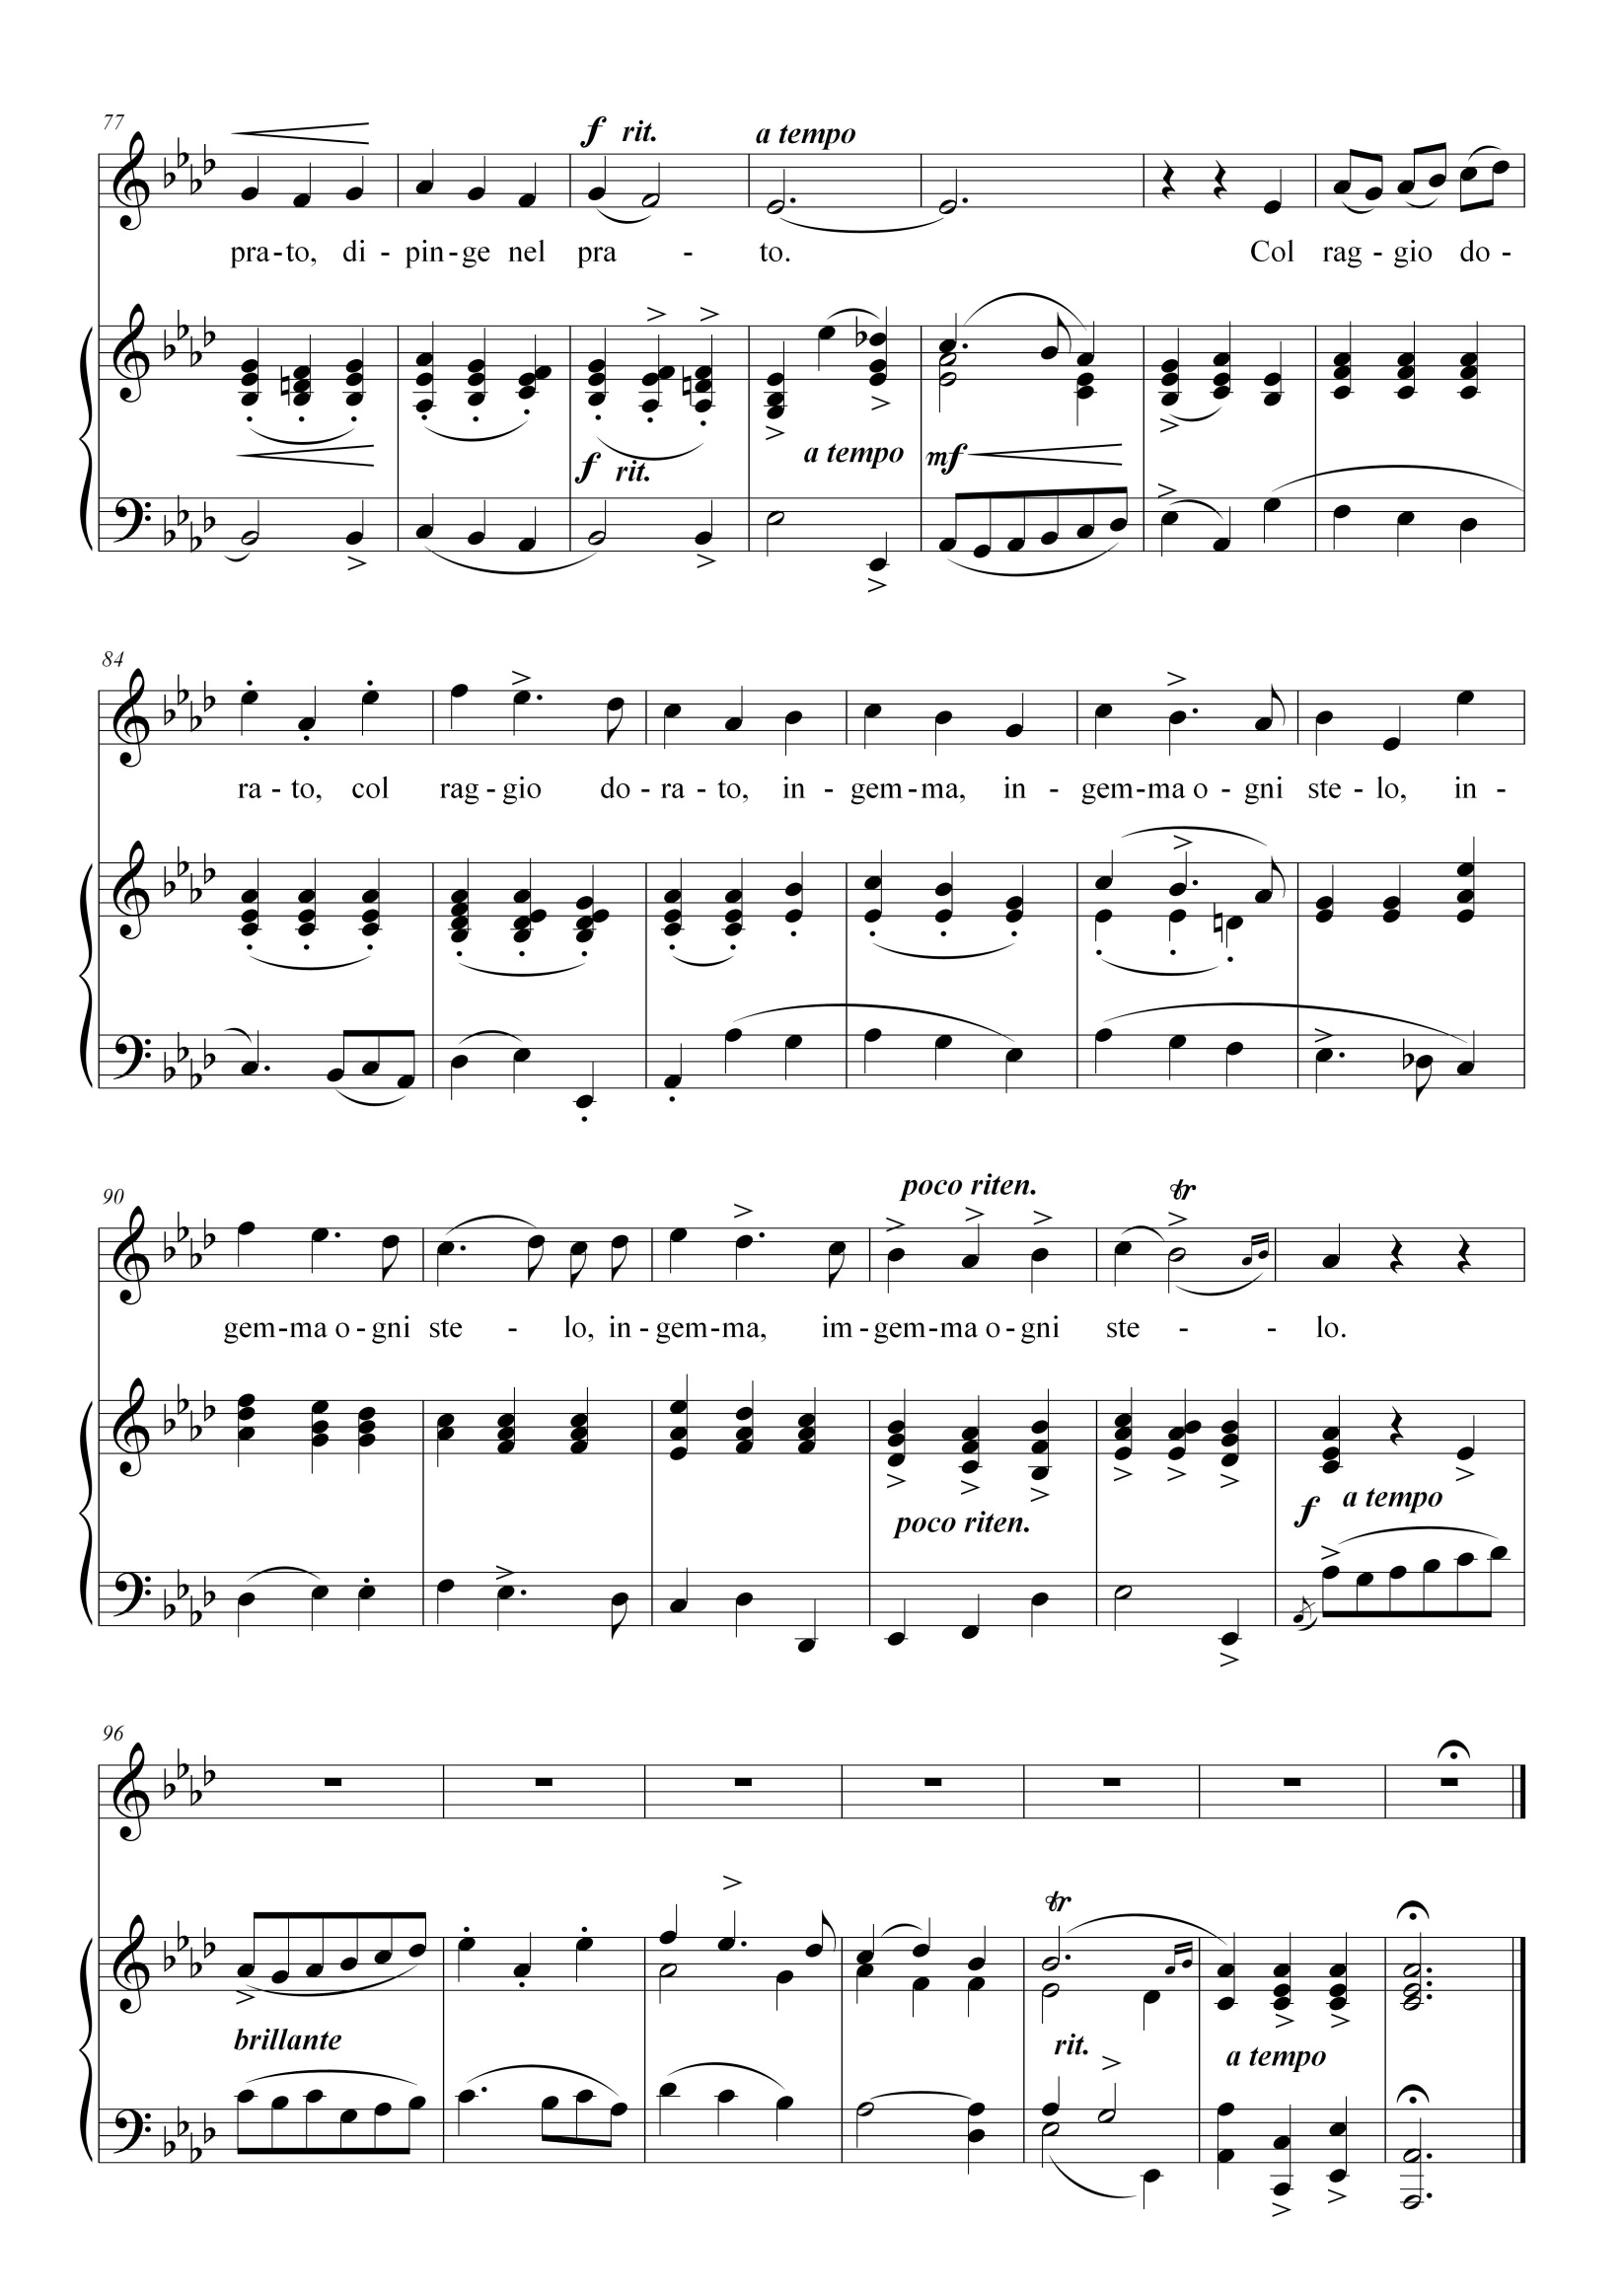 77
f rit. a tempo
pra-to, di - pin-ge nel pra - to. Col rag - gio do -
a tempo mf
f rit.
84
ra - to, col rag - gio do - ra - to, in - gem-ma, in - gem-ma o - gni ste - lo, in -
90
poco riten. tr
gem-ma o - gni ste - lo, in - gem-ma, im - gem-ma o - gni ste - - lo.
poco riten. f a tempo
96
tr
brillante rit. a tempo